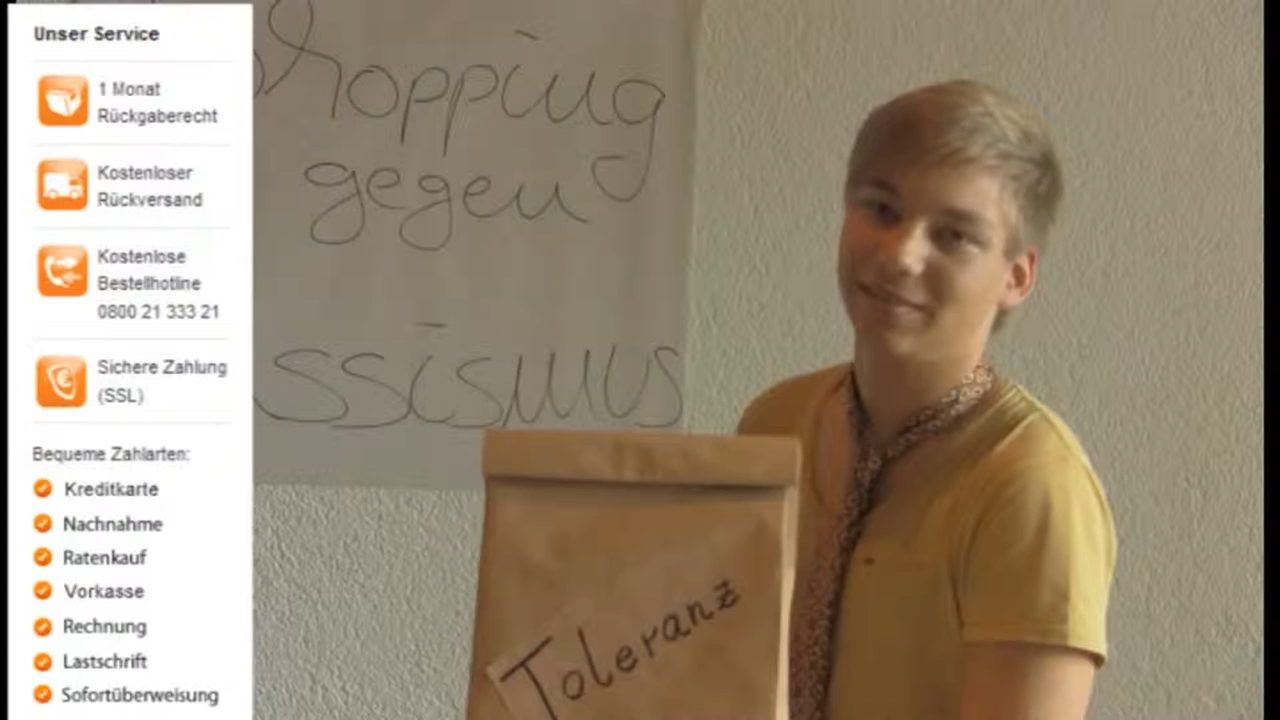 Unser Service
1 Monat
Rückgaberecht
Kostenloser
Rückversand
Kostenlose
Bestellhotline
0800 21 333 21
Sichere Zahlung
(SSL)
Bequeme Zahlarten:
Kreditkarte
Nachnahme
Ratenkauf
Vorkasse
Rechnung
Lastschrift
Sofortüberweisung
Shopping
gegen
ssismus
Toleranz